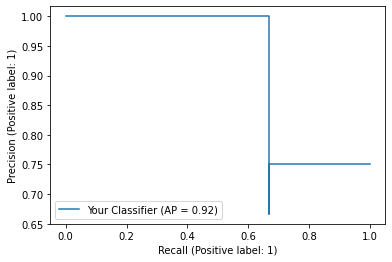 1.00
0.95
0.90
0.85
0.80
0.75
0.70
0.65
Precision (Positive label: 1)
Your Classifier (AP = 0.92)
0.0 0.2 0.4 0.6 0.8 1.0
Recall (Positive label: 1)